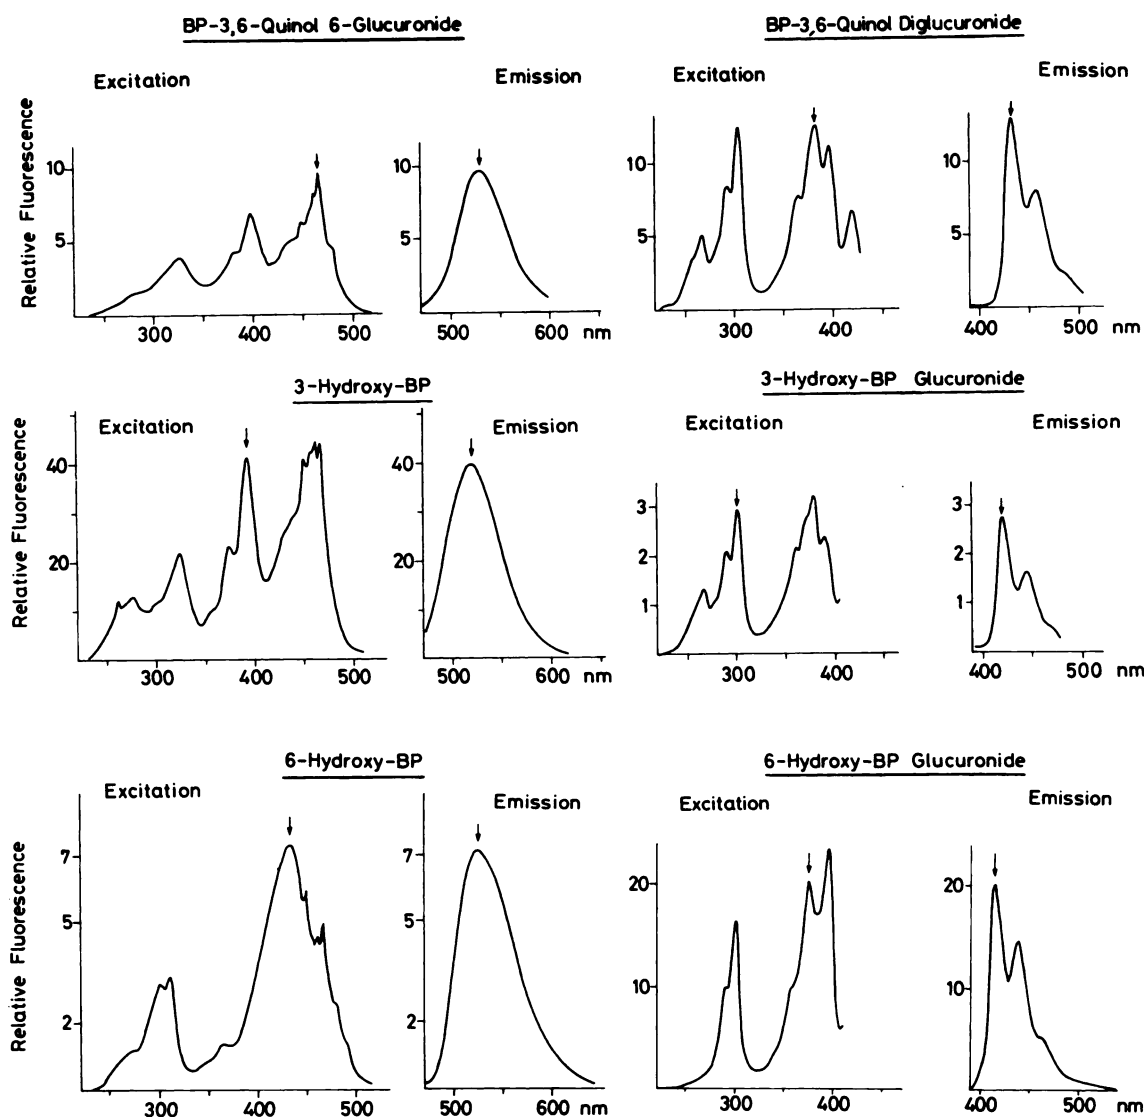 BP-3,6-Quinol 6-Glucuronide
Excitation
Emission
Relative Fluorescence
10
5
300 400 500
10
5
500 600 nm
BP-3,6-Quinol Diglucuronide
Excitation
Emission
10
5
300 400
10
5
400 500 nm
3-Hydroxy-BP
Excitation
Emission
Relative Fluorescence
40
20
300 400 500
40
20
500 600 nm
3-Hydroxy-BP Glucuronide
Excitation
Emission
3
2
1
300 400
3
2
1
400 500 nm
6-Hydroxy-BP
Excitation
Emission
Relative Fluorescence
7
5
2
300 400 500
7
5
2
500 600 nm
6-Hydroxy-BP Glucuronide
Excitation
Emission
20
10
300 400
20
10
400 500 nm